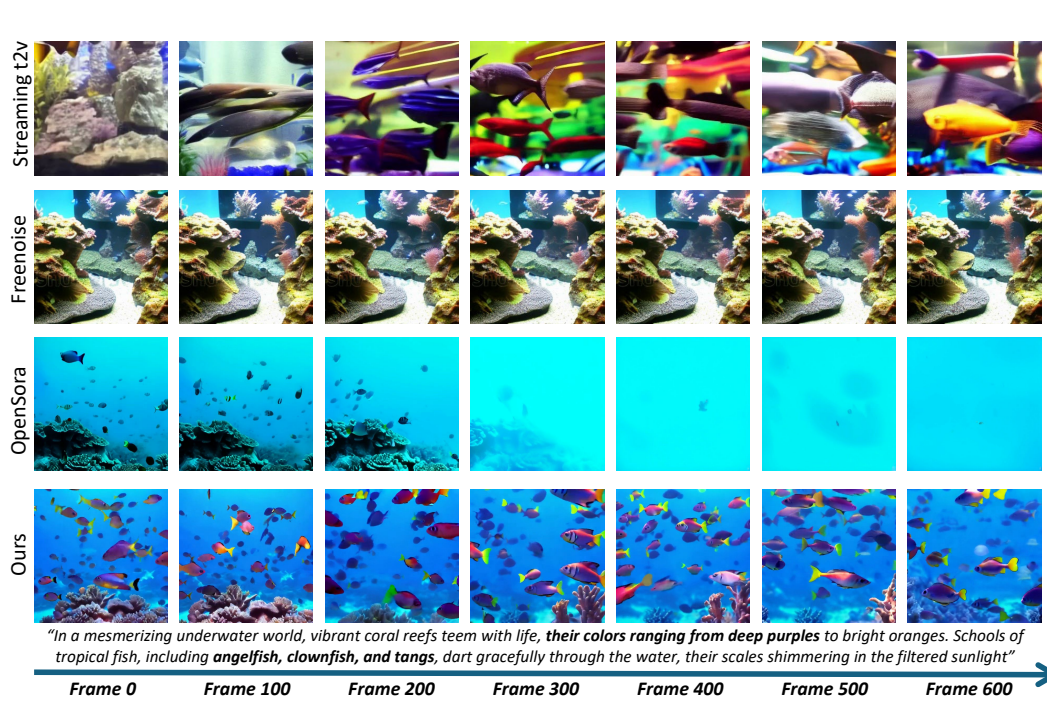 Streaming t2v
Freenoise
OpenSora
Ours
“In a mesmerizing underwater world, vibrant coral reefs teem with life, their colors ranging from deep purples to bright oranges. Schools of
tropical fish, including angelfish, clownfish, and tangs, dart gracefully through the water, their scales shimmering in the filtered sunlight”
Frame 0 Frame 100 Frame 200 Frame 300 Frame 400 Frame 500 Frame 600